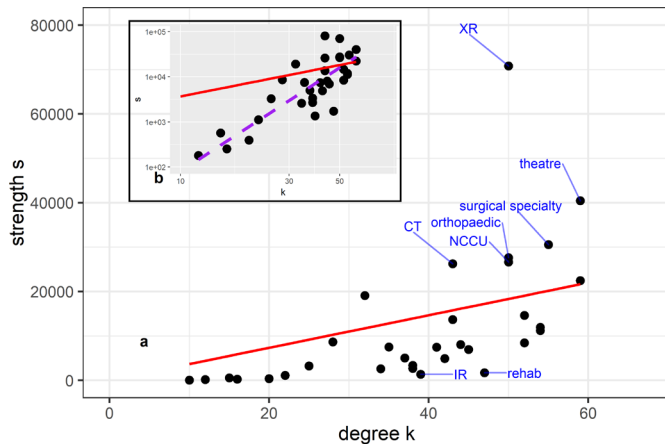 80000
60000
40000
20000
0
strength s
0
20
40
60
degree k
XR
theatre
surgical specialty
orthopaedic
NCCU
CT
IR
rehab
a
1e+05
1e+04
1e+03
1e+02
s
b
10
30
50
k